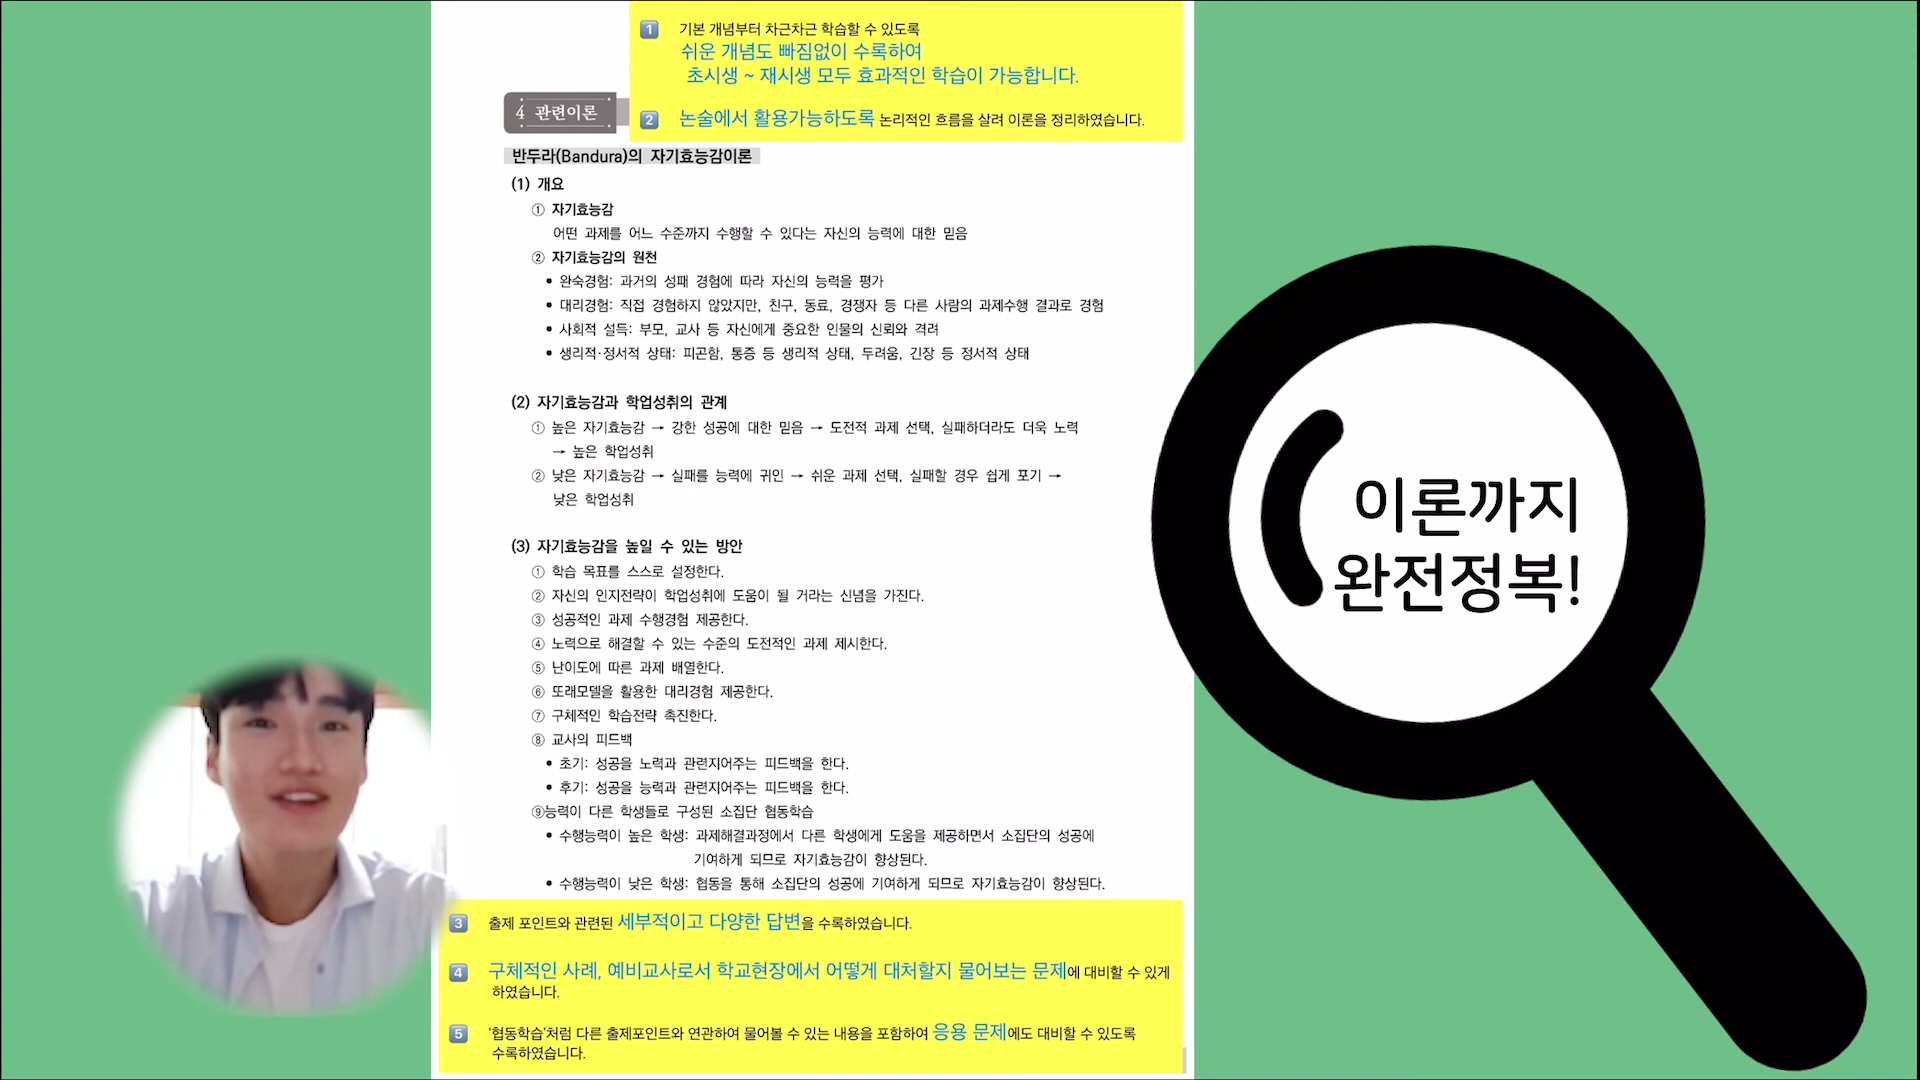 1 기본 개념부터 차근차근 학습할 수 있도록
쉬운 개념도 빠짐없이 수록하여
초시생 ~ 재시생 모두 효과적인 학습이 가능합니다.
2 논술에서 활용가능하도록 논리적인 흐름을 살려 이론을 정리하였습니다.
4 관련이론
반두라(Bandura)의 자기효능감이론
(1) 개요
① 자기효능감
어떤 과제를 어느 수준까지 수행할 수 있다는 자신의 능력에 대한 믿음
② 자기효능감의 원천
• 완숙경험: 과거의 성패 경험에 따라 자신의 능력을 평가
• 대리경험: 직접 경험하지 않았지만, 친구, 동료, 경쟁자 등 다른 사람의 과제수행 결과로 경험
• 사회적 설득: 부모, 교사 등 자신에게 중요한 인물의 신뢰와 격려
• 생리적·정서적 상태: 피곤함, 통증 등 생리적 상태, 두려움, 긴장 등 정서적 상태
(2) 자기효능감과 학업성취의 관계
① 높은 자기효능감 → 강한 성공에 대한 믿음 → 도전적 과제 선택, 실패하더라도 더욱 노력
→ 높은 학업성취
② 낮은 자기효능감 → 실패를 능력에 귀인 → 쉬운 과제 선택, 실패할 경우 쉽게 포기 →
낮은 학업성취
(3) 자기효능감을 높일 수 있는 방안
① 학습 목표를 스스로 설정한다.
② 자신의 인지전략이 학업성취에 도움이 될 거라는 신념을 가진다.
③ 성공적인 과제 수행경험 제공한다.
④ 노력으로 해결할 수 있는 수준의 도전적인 과제 제시한다.
⑤ 난이도에 따른 과제 배열한다.
⑥ 또래모델을 활용한 대리경험 제공한다.
⑦ 구체적인 학습전략 촉진한다.
⑧ 교사의 피드백
• 초기: 성공을 노력과 관련지어주는 피드백을 한다.
• 후기: 성공을 능력과 관련지어주는 피드백을 한다.
⑨능력이 다른 학생들로 구성된 소집단 협동학습
• 수행능력이 높은 학생: 과제해결과정에서 다른 학생에게 도움을 제공하면서 소집단의 성공에
기여하게 되므로 자기효능감이 향상된다.
• 수행능력이 낮은 학생: 협동을 통해 소집단의 성공에 기여하게 되므로 자기효능감이 향상된다.
3 출제 포인트와 관련된 세부적이고 다양한 답변을 수록하였습니다.
4 구체적인 사례, 예비교사로서 학교현장에서 어떻게 대처할지 물어보는 문제에 대비할 수 있게
하였습니다.
5 '협동학습'처럼 다른 출제포인트와 연관하여 물어볼 수 있는 내용을 포함하여 응용 문제에도 대비할 수 있도록
수록하였습니다.
이론까지
완전정복!